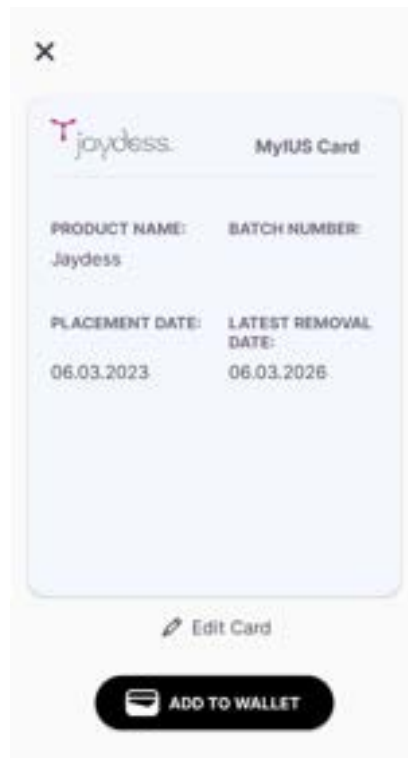 jaydess.
MyIUS Card
PRODUCT NAME:
BATCH NUMBER:
Jaydess
PLACEMENT DATE:
LATEST REMOVAL
DATE:
06.03.2023
06.03.2026
Edit Card
ADD TO WALLET